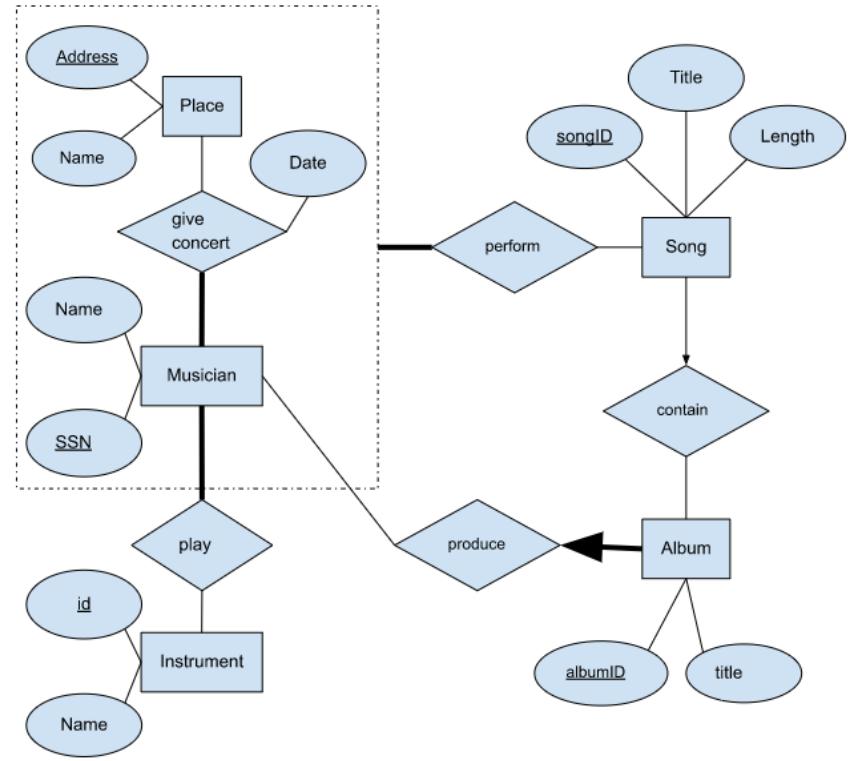 Address
Place
Name
Date
give
concert
Name
Musician
SSN
play
id
Instrument
Name
Title
songID
Length
perform
Song
contain
produce
Album
albumID
title